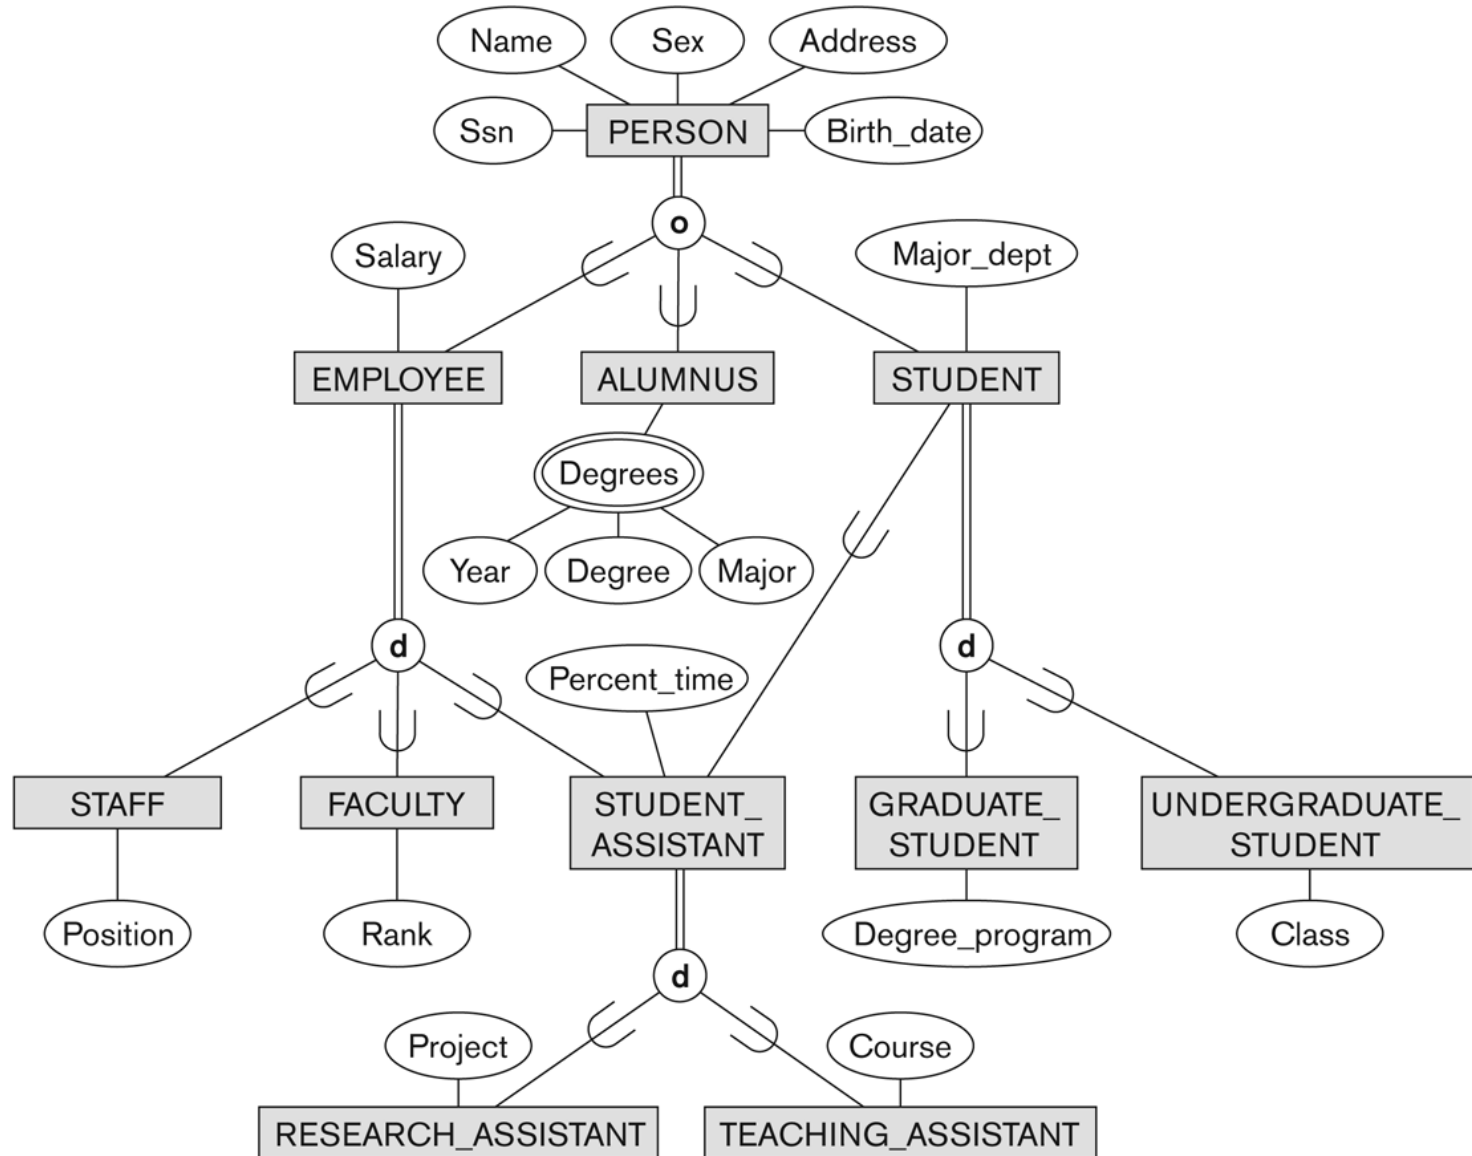 Name Sex Address
Ssn PERSON Birth_date
o
Salary Major_dept
EMPLOYEE ALUMNUS STUDENT
Degrees
Year Degree Major
d d
Percent_time
STAFF FACULTY STUDENT_ GRADUATE_ UNDERGRADUATE_
ASSISTANT STUDENT STUDENT
Position Rank Degree_program Class
d
Project Course
RESEARCH_ASSISTANT TEACHING_ASSISTANT